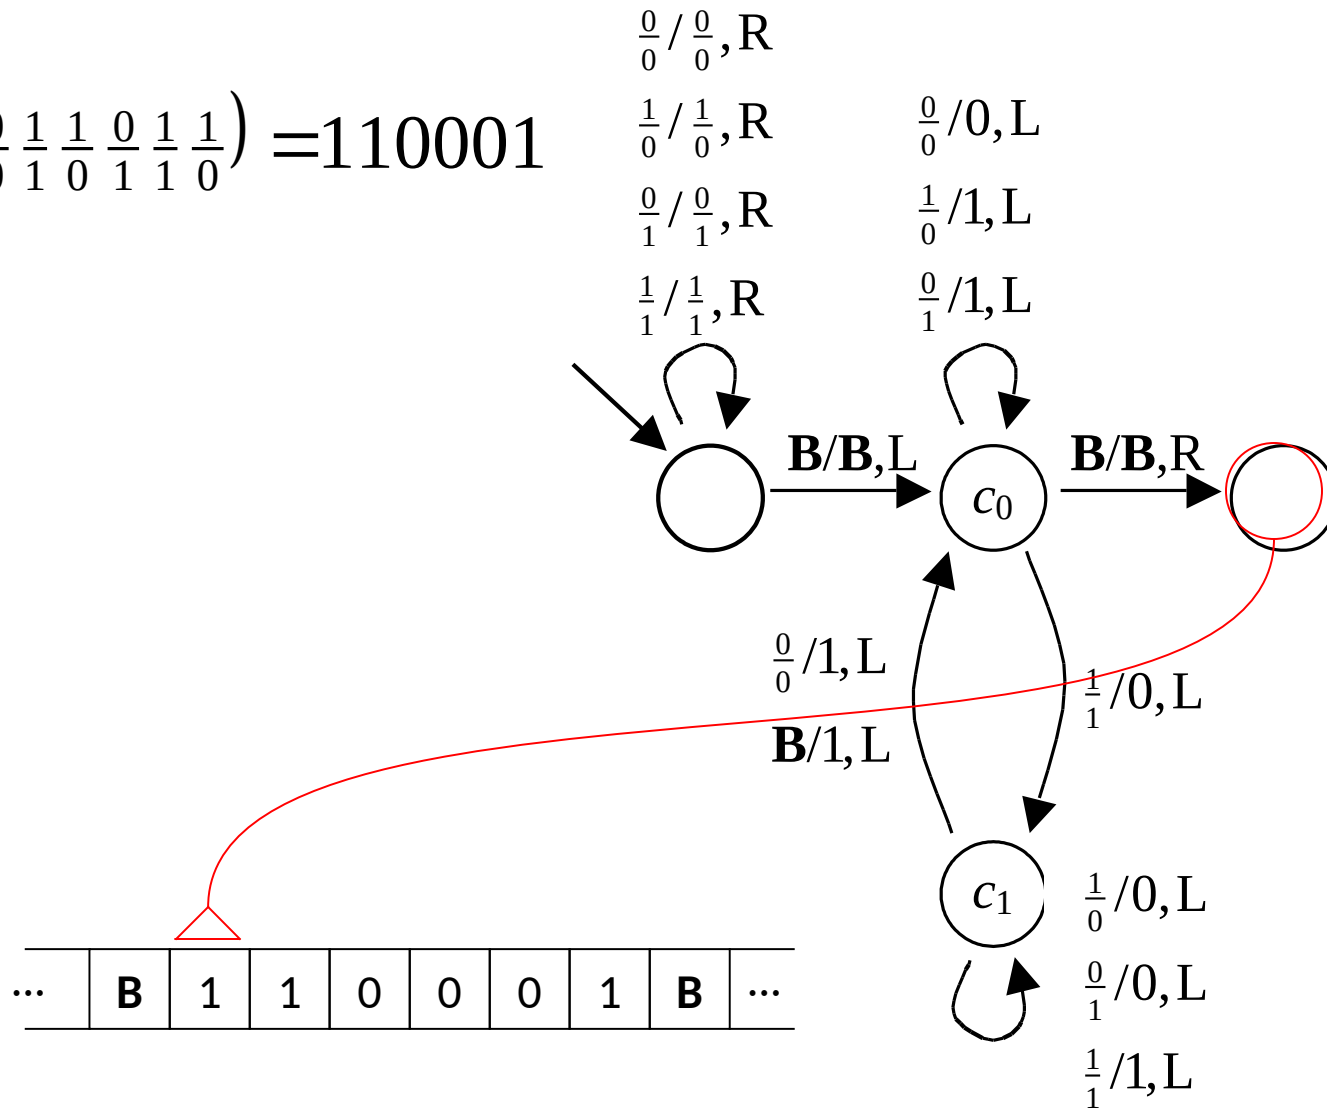 0/0 / 0/0, R
1/0 / 1/0, R
0/1 / 0/1, R
1/1 / 1/1, R
1/1 1/0 0/1 1/1 1/0) =110001
0/0 /0, L
1/0 /1, L
0/1 /1, L
B/B, L
c₀
B/B, R
0/0 /1, L
B/1, L
1/1 /0, L
c₁
1/0 /0, L
0/1 /0, L
1/1 /1, L
... B 1 1 0 0 0 1 B ...